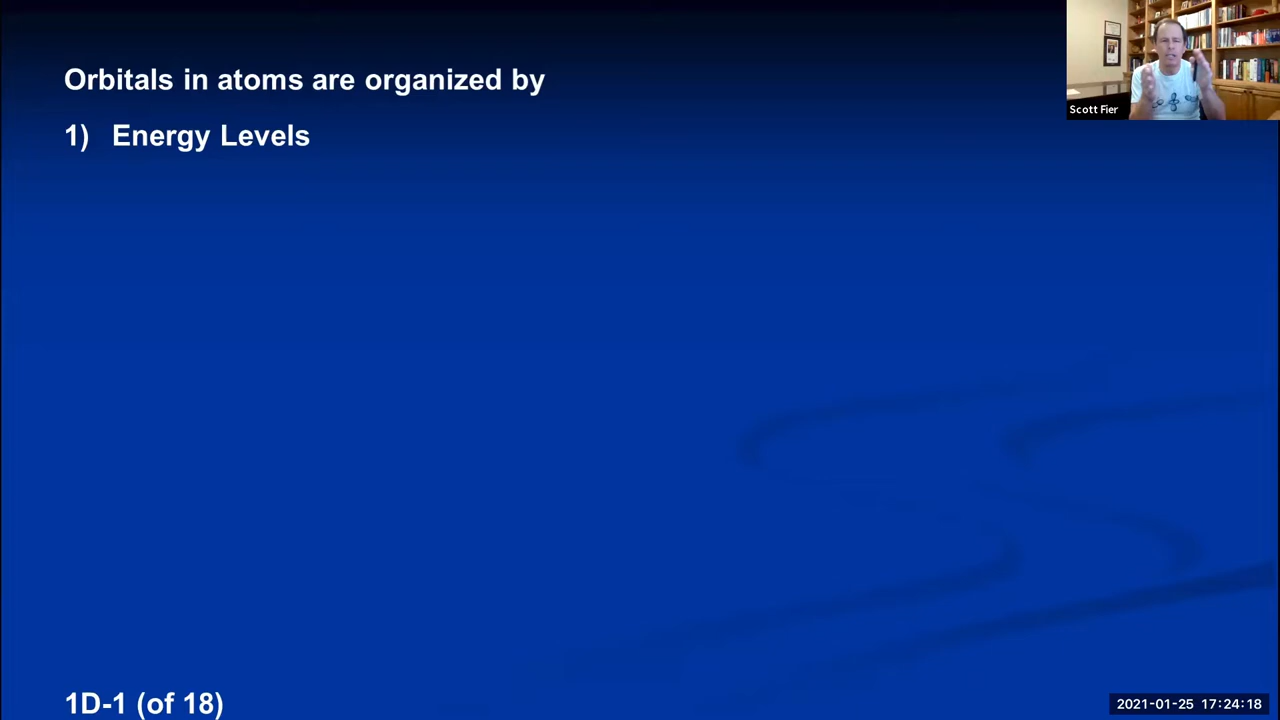 Orbitals in atoms are organized by
1) Energy Levels
Scott Fier
1D-1 (of 18)
2021-01-25 17:24:18